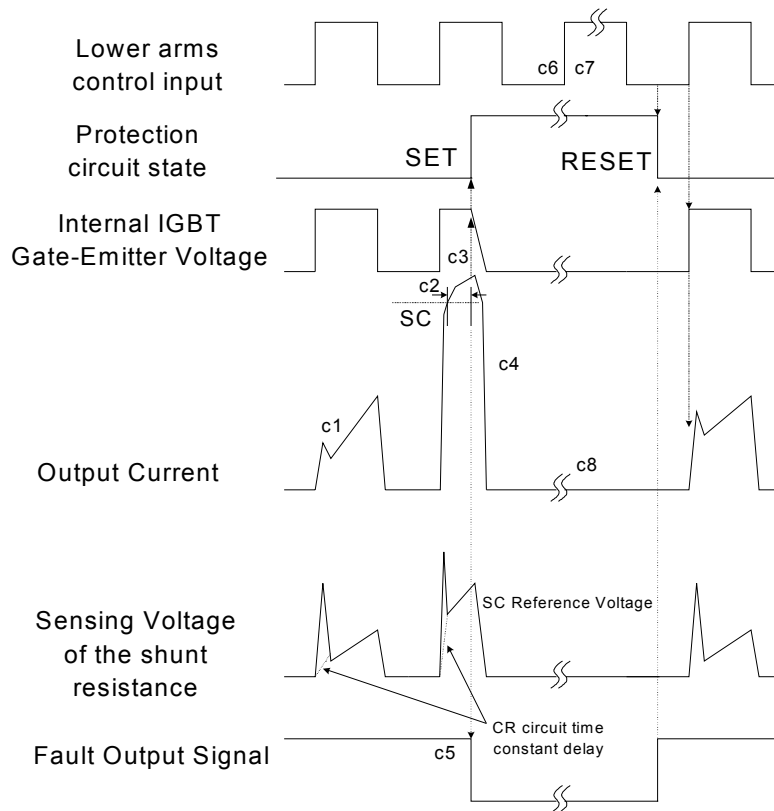 Lower arms
control input
c6 c7
Protection
circuit state
SET
RESET
Internal IGBT
Gate-Emitter Voltage
c3
c2
SC
c4
c1
Output Current
c8
SC Reference Voltage
Sensing Voltage
of the shunt
resistance
CR circuit time
constant delay
Fault Output Signal
c5